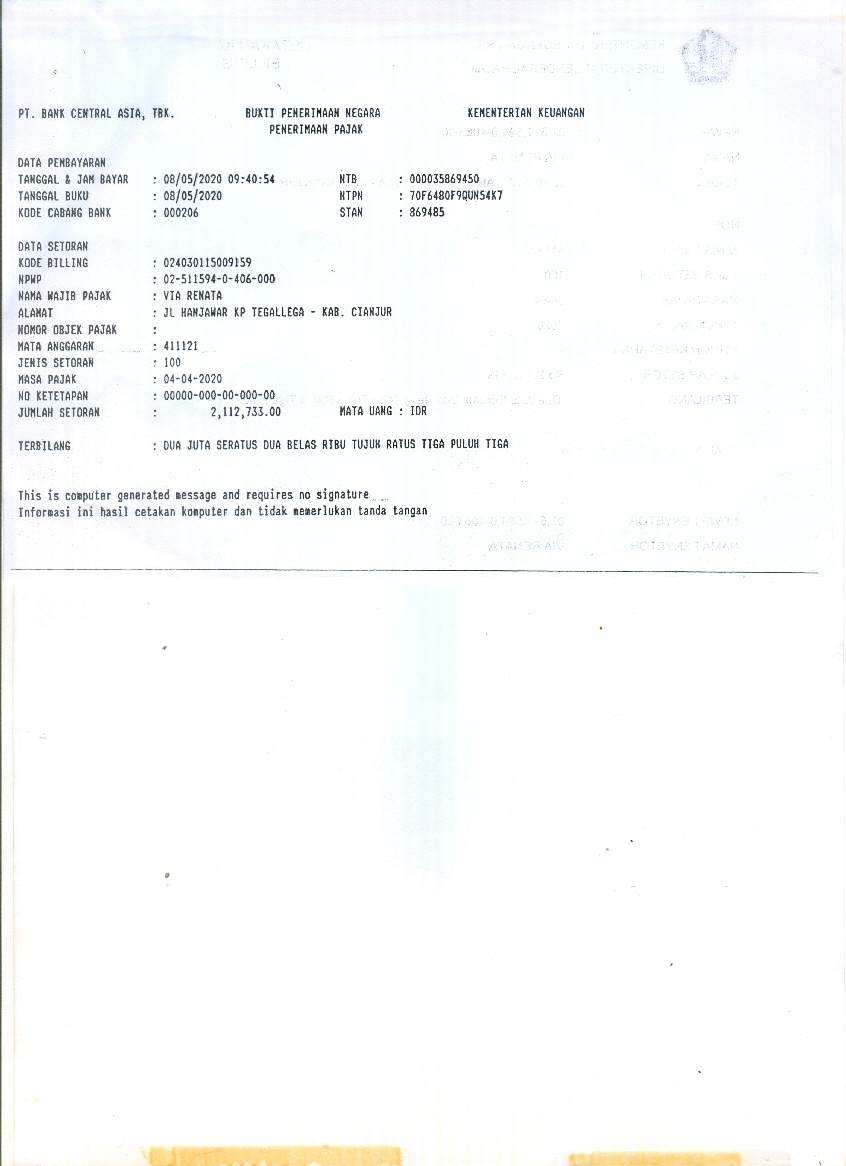 PT. BANK CENTRAL ASIA, TBK. BUKTI PENERIMAAN NEGARA KEMENTERIAN KEUANGAN
PENERIMAAN PAJAK
DATA PEMBAYARAN
TANGGAL & JAM BAYAR : 08/05/2020 09:40:54 NTB : 000035869450
TANGGAL BUKU : 08/05/2020 NTPN : 70F6480F9QUN54K7
KODE CABANG BANK : 000206 STAN : 869485
DATA SETORAN
KODE BILLING : 024030115009159
NPWP : 02-511594-0-406-000
NAMA WAJIB PAJAK : VIA RENATA
ALAMAT : JL HANJAWAR KP TEGALLEGA - KAB. CIANJUR
NOMOR OBJEK PAJAK :
MATA ANGGARAN : 411121
JENIS SETORAN : 100
MASA PAJAK : 04-04-2020
NO KETETAPAN : 00000-000-00-000-00
JUMLAH SETORAN : 2,112,733.00 MATA UANG : IDR
TERBILANG : DUA JUTA SERATUS DUA BELAS RIBU TUJUH RATUS TIGA PULUH TIGA
This is computer generated message and requires no signature
Informasi ini hasil cetakan komputer dan tidak memerlukan tanda tangan